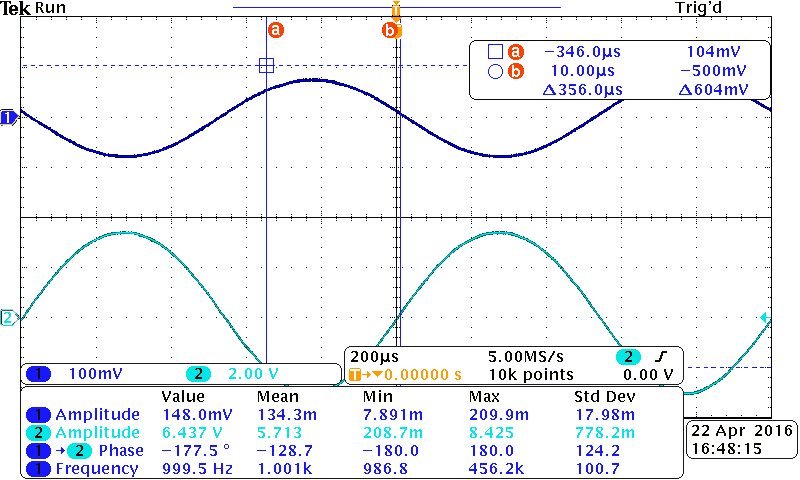 Tek Run Trig'd
a b T
a −346.0µs 104mV
b 10.00µs −500mV
Δ356.0µs Δ604mV
1
2
1 100mV 2 2.00 V
200µs 5.00MS/s 2 0.00 V
T→▼0.00000 s 10k points
Value Mean Min Max Std Dev
1 Amplitude 148.0mV 134.3m 7.891m 209.9m 17.98m
2 Amplitude 6.437 V 5.713 208.7m 8.425 778.2m
1 → 2 Phase −177.5 ° −128.7 −180.0 180.0 124.2
1 Frequency 999.5 Hz 1.001k 986.8 456.2k 100.7
22 Apr 2016
16:48:15